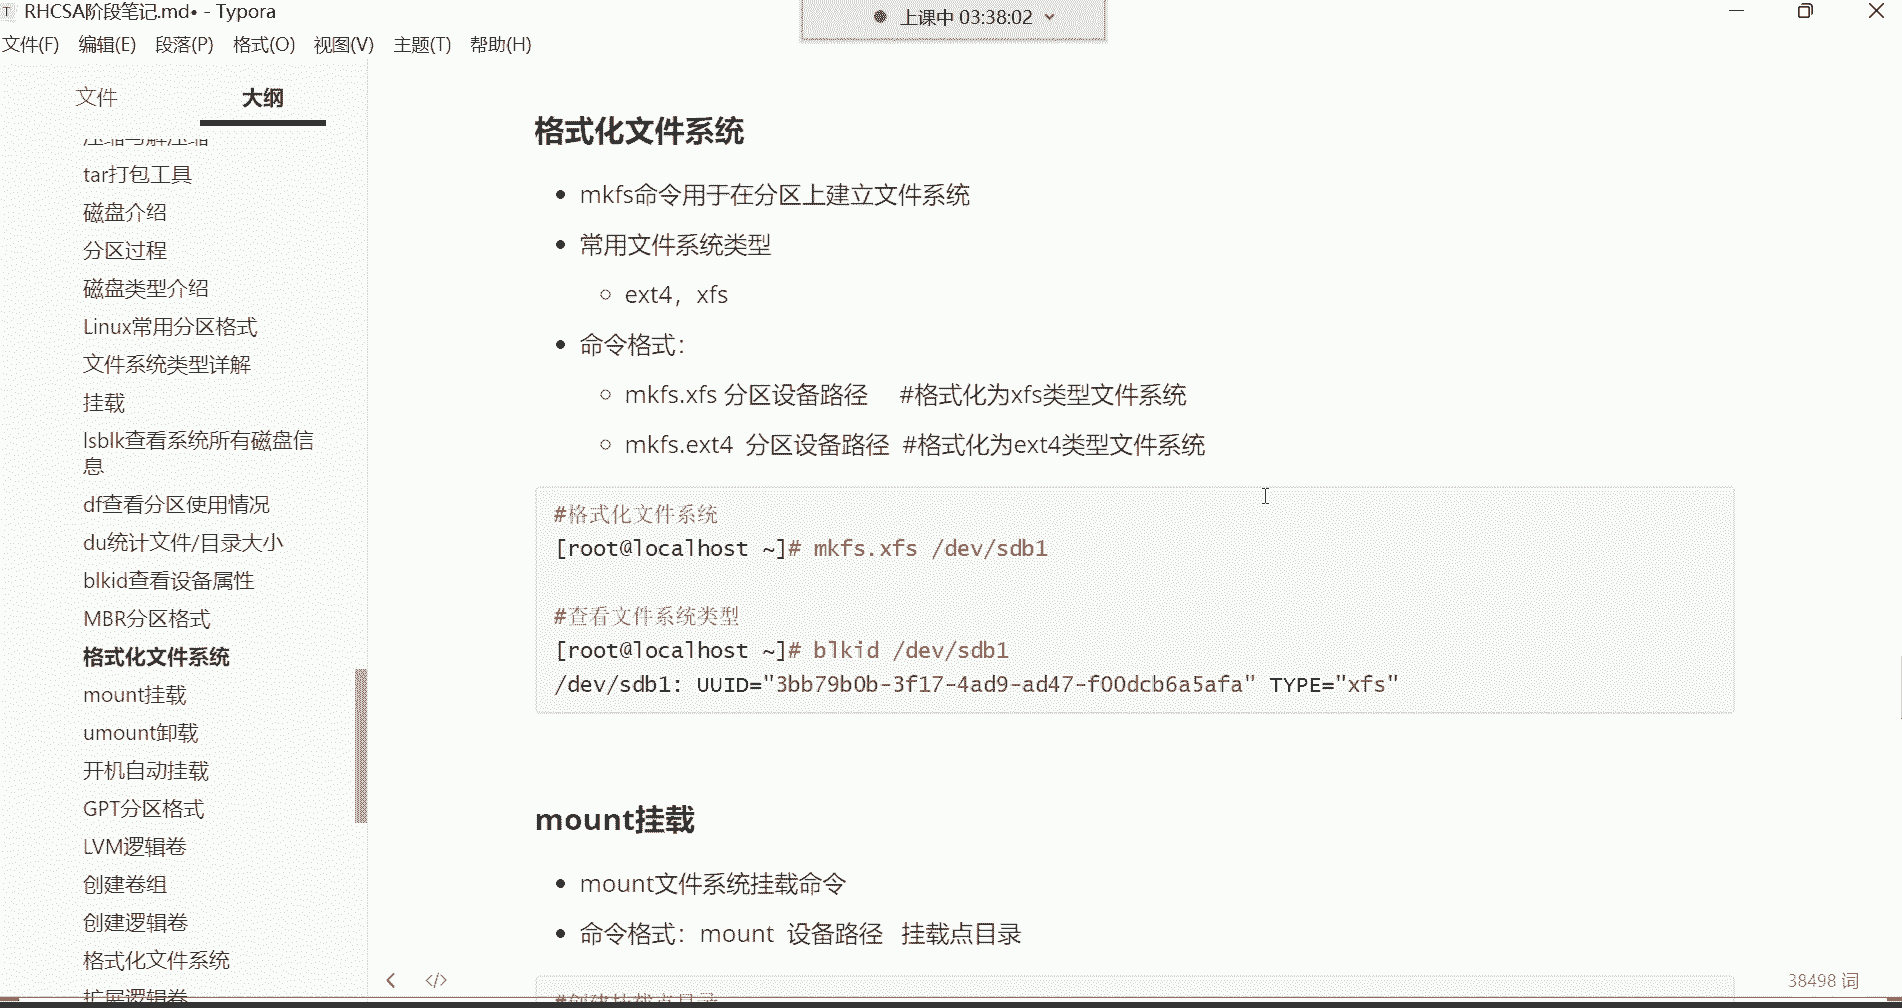 RHCSA阶段笔记.md• - Typora
上课中 03:38:02
文件(F) 编辑(E) 段落(P) 格式(O) 视图(V) 主题(T) 帮助(H)
文件 大纲
压缩与解压缩
tar打包工具
磁盘介绍
分区过程
磁盘类型介绍
Linux常用分区格式
文件系统类型详解
挂载
lsblk查看系统所有磁盘信
息
df查看分区使用情况
du统计文件/目录大小
blkid查看设备属性
MBR分区格式
格式化文件系统
mount挂载
umount卸载
开机自动挂载
GPT分区格式
LVM逻辑卷
创建卷组
创建逻辑卷
格式化文件系统
扩展逻辑卷
格式化文件系统
mkfs命令用于在分区上建立文件系统
常用文件系统类型
ext4，xfs
命令格式：
mkfs.xfs 分区设备路径 #格式化为xfs类型文件系统
mkfs.ext4 分区设备路径 #格式化为ext4类型文件系统
#格式化文件系统
[root@localhost ~]# mkfs.xfs /dev/sdb1
#查看文件系统类型
[root@localhost ~]# blkid /dev/sdb1
/dev/sdb1: UUID="3bb79b0b-3f17-4ad9-ad47-f00dcb6a5afa" TYPE="xfs"
mount挂载
mount文件系统挂载命令
命令格式：mount 设备路径 挂载点目录
#创建挂载点目录
38498 词